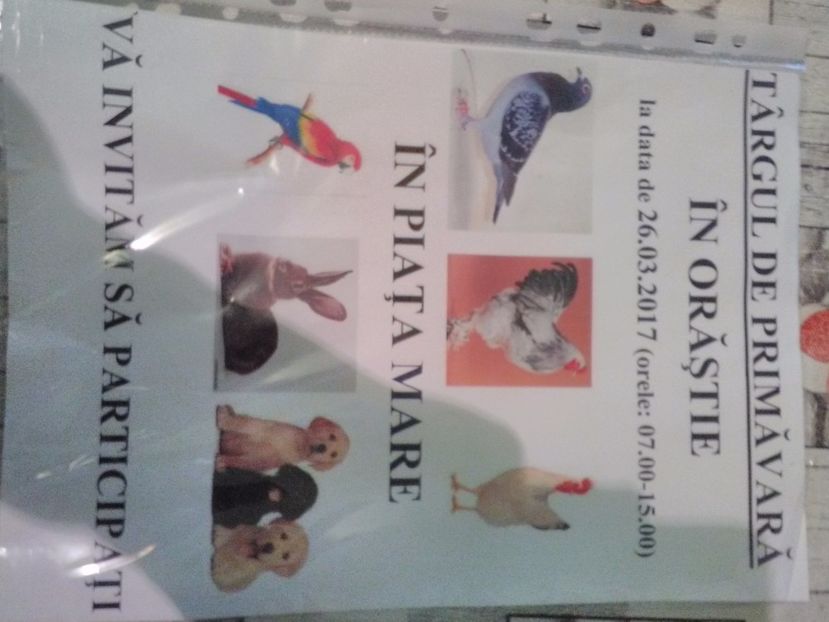 TÂRGUL DE PRIMĂVARĂ
ÎN ORĂȘTIE
la data de 26.03.2017 (orele: 07.00-15.00)
ÎN PIAȚA MARE
VĂ INVITĂM SĂ PARTICIPAȚI